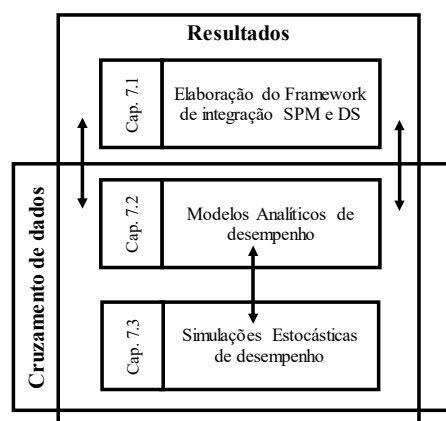 Resultados
Cap. 7.1
Elaboração do Framework
de integração SPM e DS
Cruzamento de dados
Cap. 7.2
Modelos Analíticos de
desempenho
Cap. 7.3
Simulações Estocásticas
de desempenho